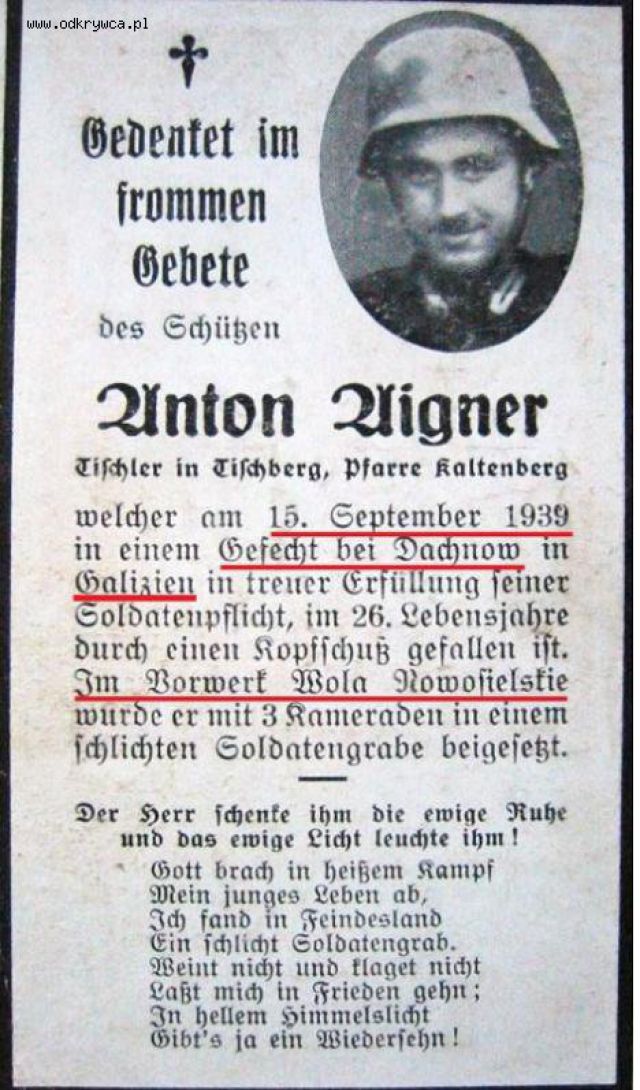 www.odkrywca.pl
Gedenket im
frommen
Gebete
des Schützen
Anton Aigner
Tischler in Tischberg, Pfarre Kaltenberg
welcher am 15. September 1939
in einem Gefecht bei Dachnow in
Galizien in treuer Erfüllung seiner
Soldatenpflicht, im 26. Lebensjahre
durch einen Kopfschuß gefallen ist.
Im Vorwerk Wola Nowosielskie
wurde er mit 3 Kameraden in einem
schlichten Soldatengrabe beigesetzt.
Der Herr schenke ihm die ewige Ruhe
und das ewige Licht leuchte ihm!
Gott brach in heißem Kampf
Mein junges Leben ab,
Ich fand in Feindesland
Ein schlicht Soldatengrab.
Weint nicht und klaget nicht
Laßt mich in Frieden gehn;
In hellem Himmelslicht
Gibt's ja ein Wiedersehn!